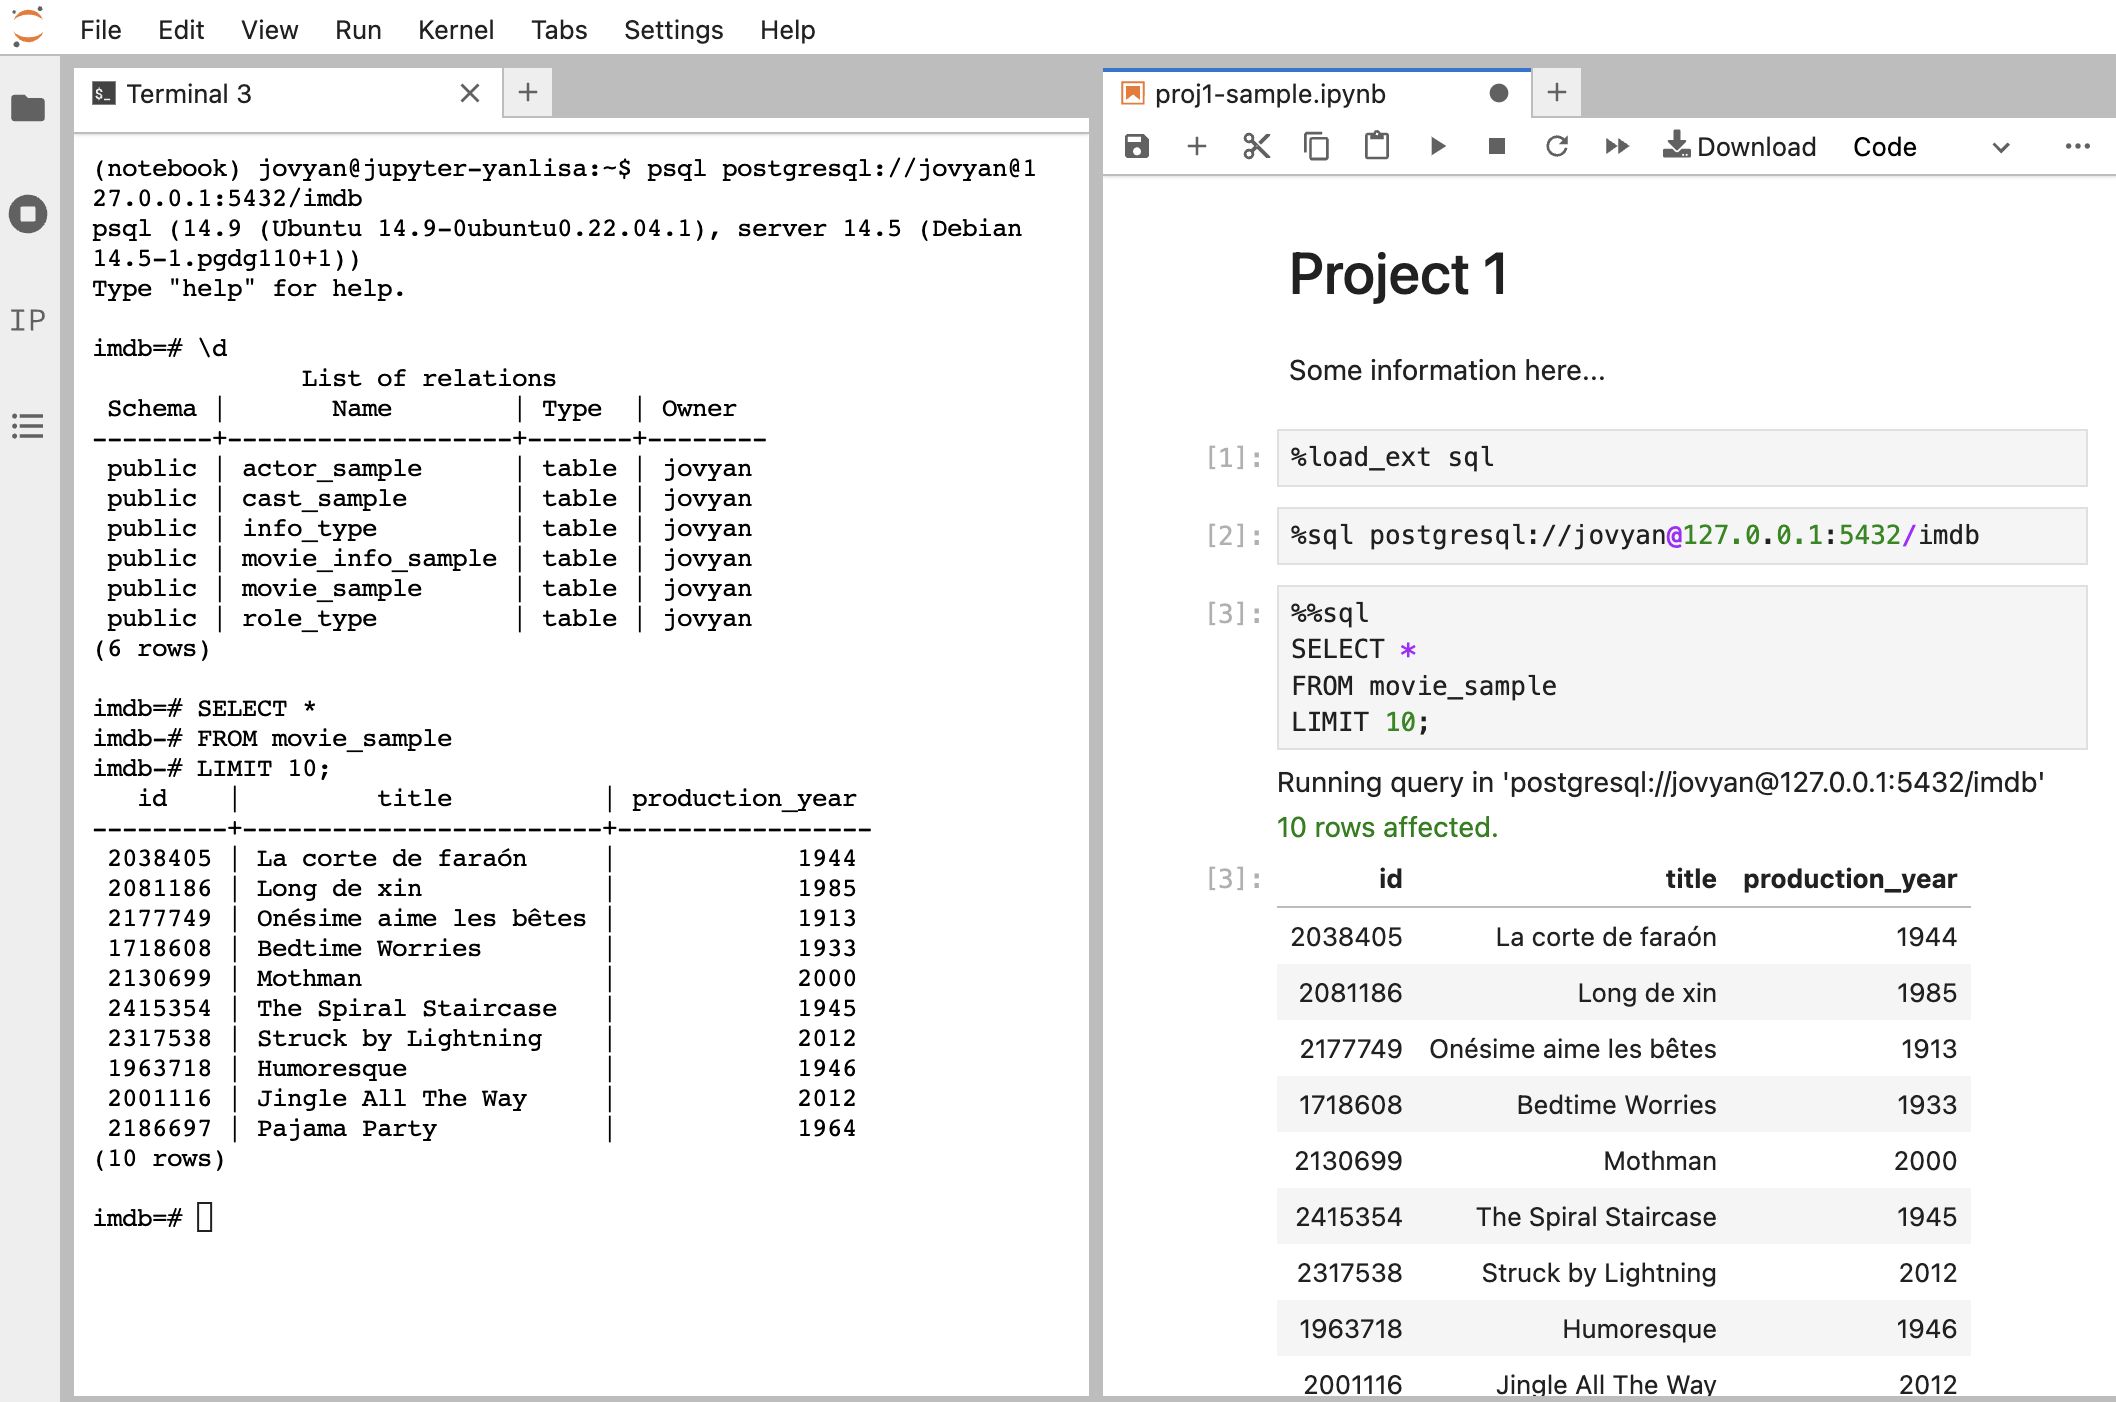 File Edit View Run Kernel Tabs Settings Help
Terminal 3
(notebook) jovyan@jupyter-yanlisa:~$ psql postgresql://jovyan@1
27.0.0.1:5432/imdb
psql (14.9 (Ubuntu 14.9-0ubuntu0.22.04.1), server 14.5 (Debian
14.5-1.pgdg110+1))
Type "help" for help.
imdb=# \d
List of relations
Schema | Name | Type | Owner
--------+-------------------+-------+--------
public | actor_sample | table | jovyan
public | cast_sample | table | jovyan
public | info_type | table | jovyan
public | movie_info_sample | table | jovyan
public | movie_sample | table | jovyan
public | role_type | table | jovyan
(6 rows)
imdb=# SELECT *
imdb-# FROM movie_sample
imdb-# LIMIT 10;
id | title | production_year
---------+------------------------+-----------------
2038405 | La corte de faraón | 1944
2081186 | Long de xin | 1985
2177749 | Onésime aime les bêtes | 1913
1718608 | Bedtime Worries | 1933
2130699 | Mothman | 2000
2415354 | The Spiral Staircase | 1945
2317538 | Struck by Lightning | 2012
1963718 | Humoresque | 1946
2001116 | Jingle All The Way | 2012
2186697 | Pajama Party | 1964
(10 rows)
imdb=#
IP
proj1-sample.ipynb
Download Code
Project 1
Some information here...
[1]: %load_ext sql
[2]: %sql postgresql://jovyan@127.0.0.1:5432/imdb
[3]: %%sql
SELECT *
FROM movie_sample
LIMIT 10;
Running query in 'postgresql://jovyan@127.0.0.1:5432/imdb'
10 rows affected.
[3]: id title production_year
2038405 La corte de faraón 1944
2081186 Long de xin 1985
2177749 Onésime aime les bêtes 1913
1718608 Bedtime Worries 1933
2130699 Mothman 2000
2415354 The Spiral Staircase 1945
2317538 Struck by Lightning 2012
1963718 Humoresque 1946
2001116 Jingle All The Way 2012